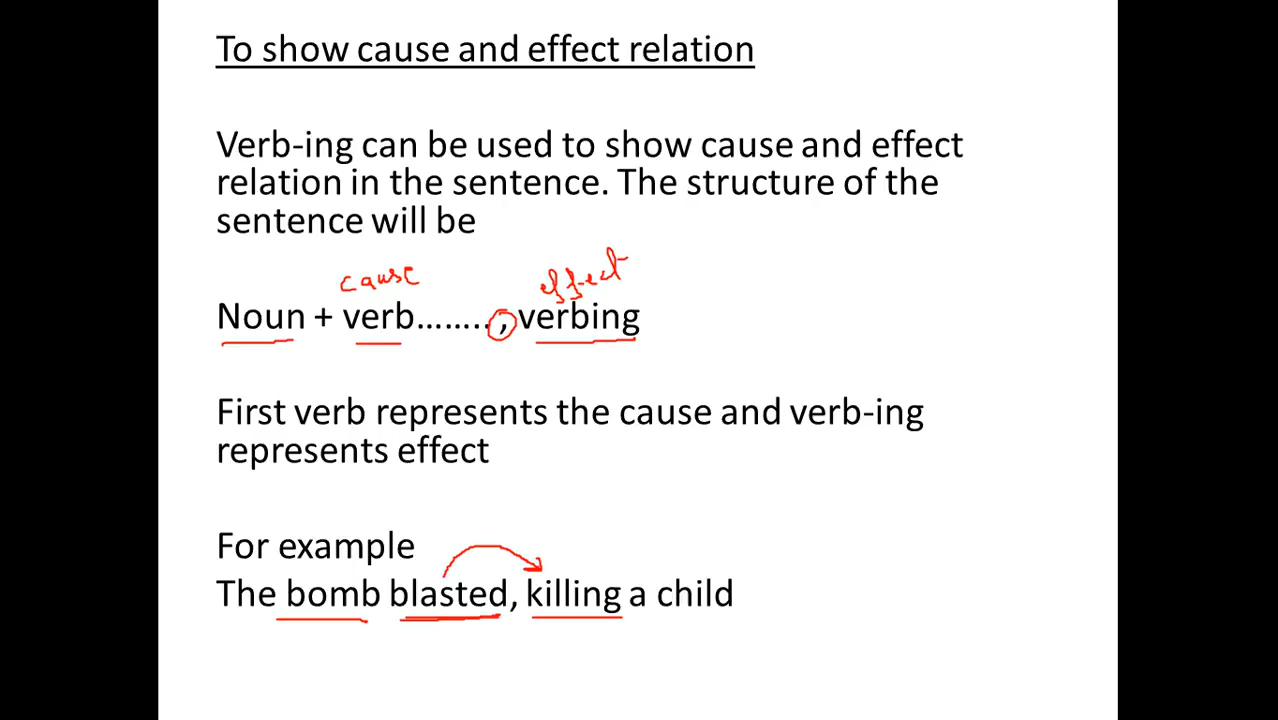 To show cause and effect relation
Verb-ing can be used to show cause and effect
relation in the sentence. The structure of the
sentence will be
cause effect
Noun + verb…….., verbing
First verb represents the cause and verb-ing
represents effect
For example
The bomb blasted, killing a child